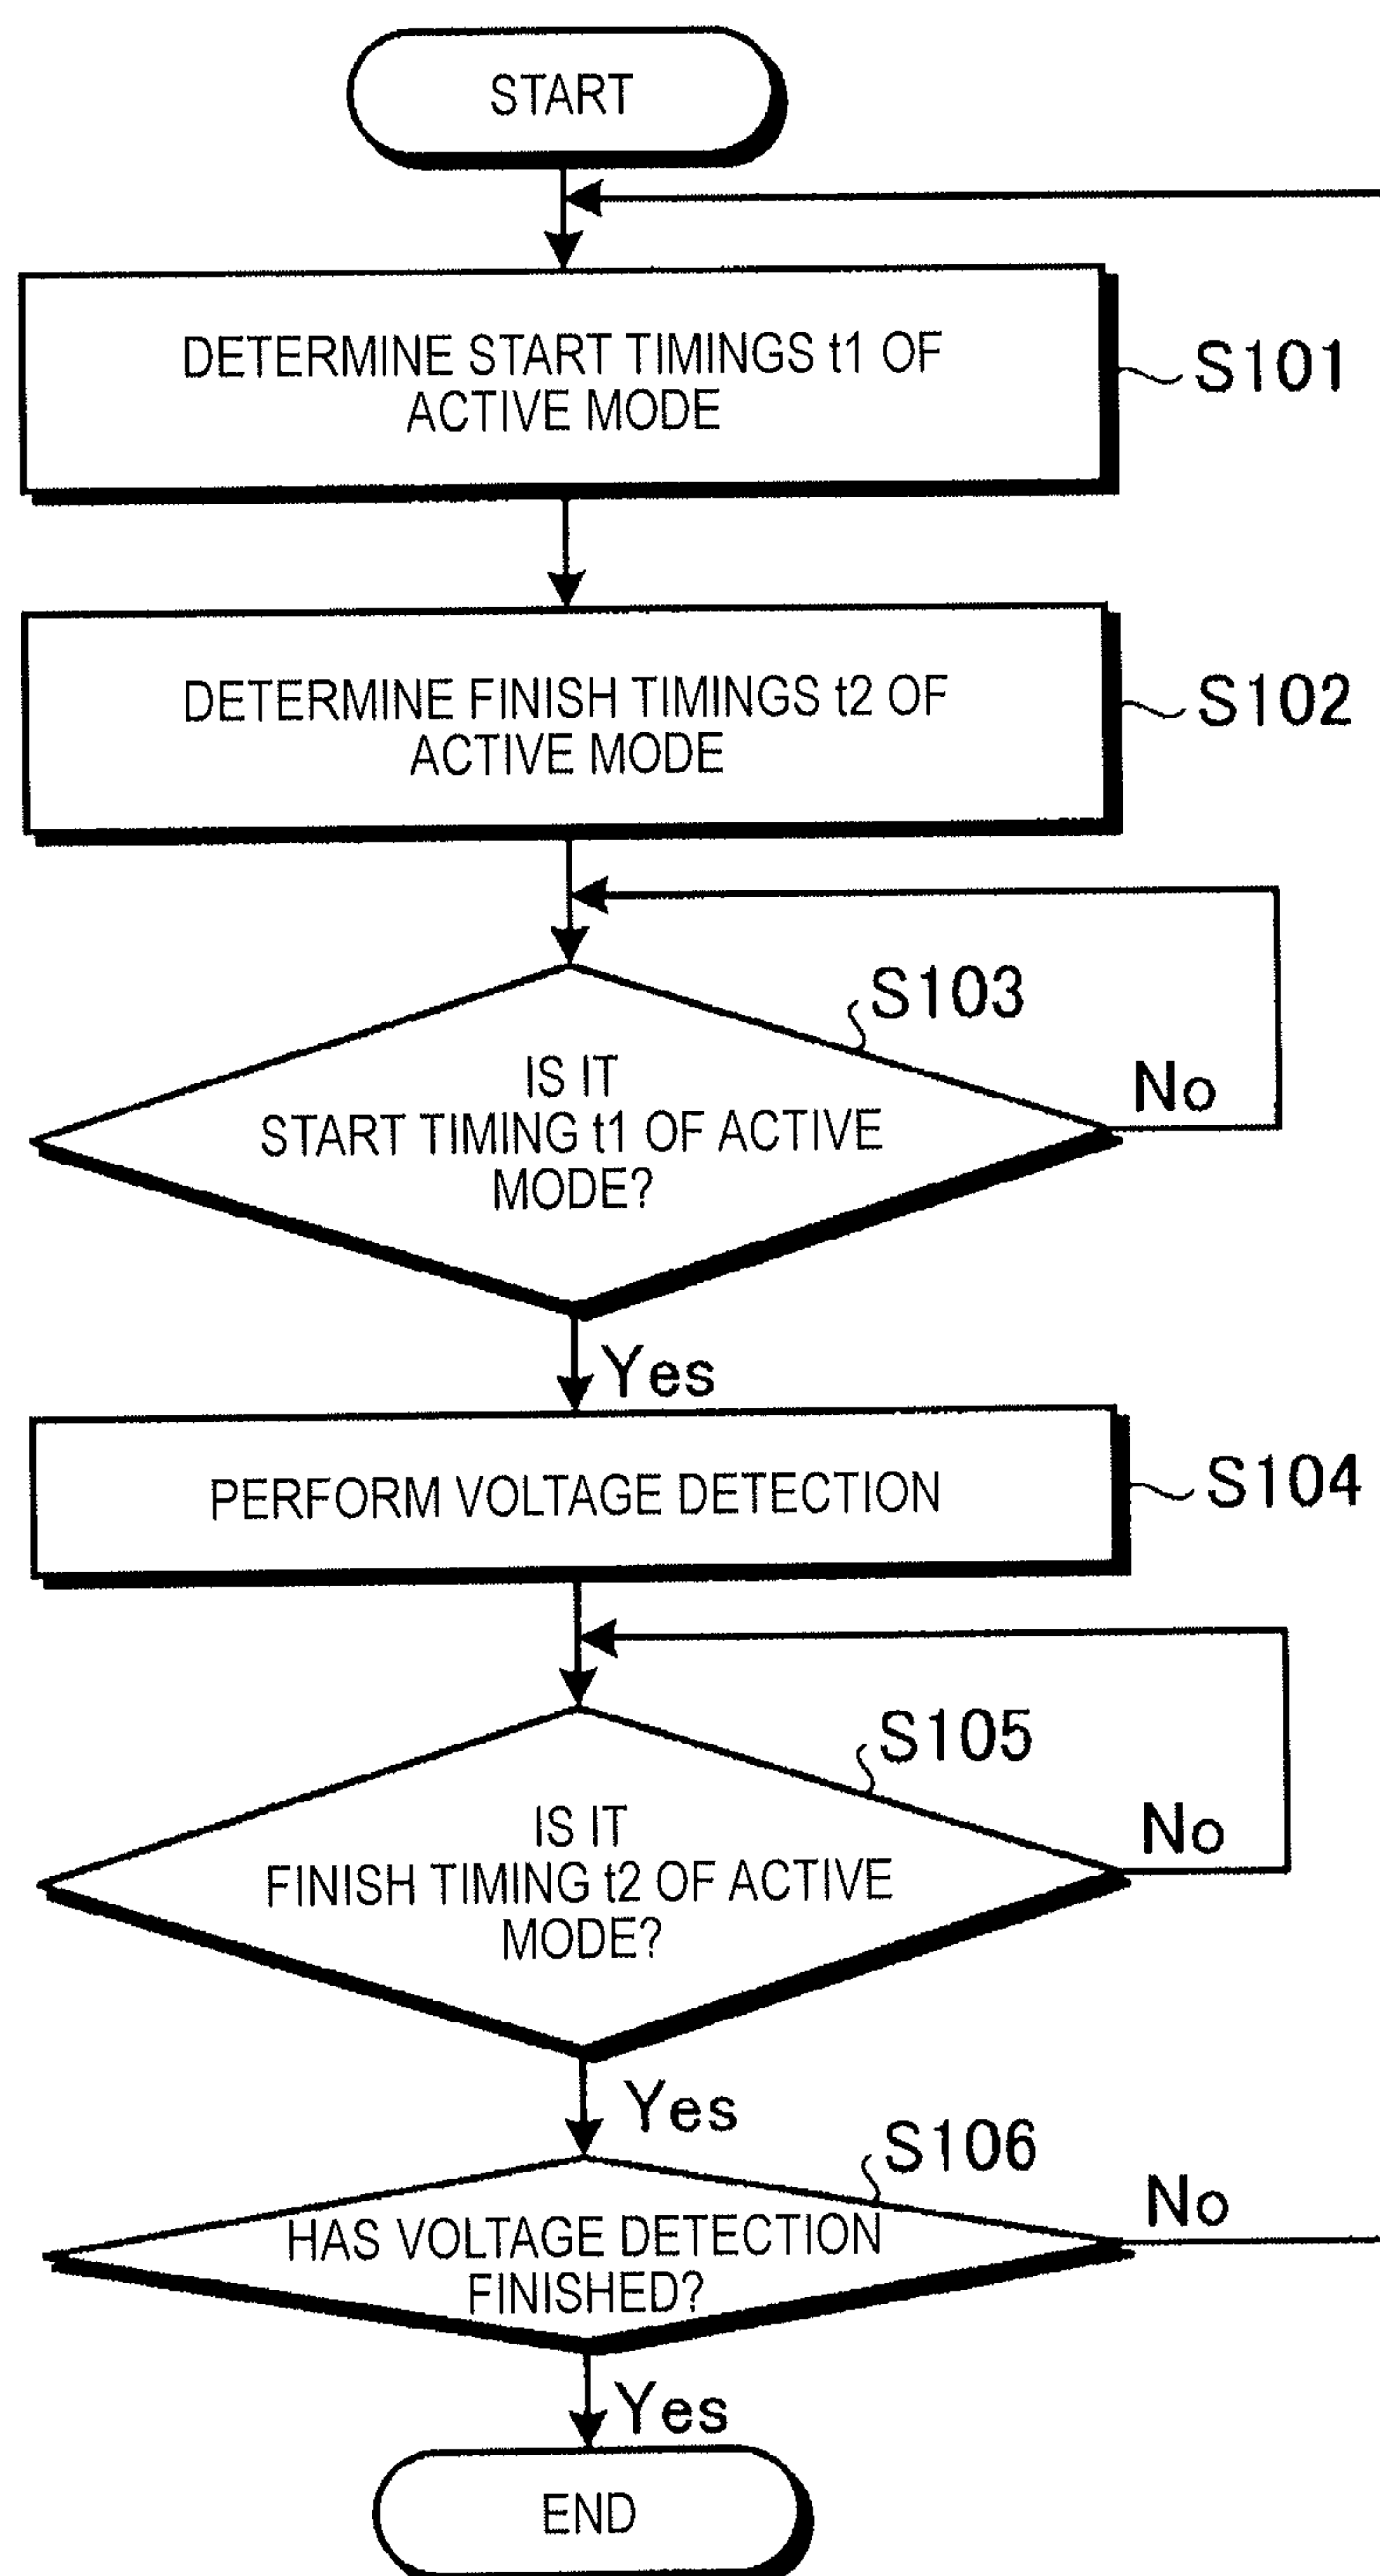 START
DETERMINE START TIMINGS t1 OF
ACTIVE MODE
S101
DETERMINE FINISH TIMINGS t2 OF
ACTIVE MODE
S102
S103
IS IT
START TIMING t1 OF ACTIVE
MODE?
No
Yes
PERFORM VOLTAGE DETECTION
S104
S105
IS IT
FINISH TIMING t2 OF ACTIVE
MODE?
No
Yes
S106
HAS VOLTAGE DETECTION
FINISHED?
No
Yes
END